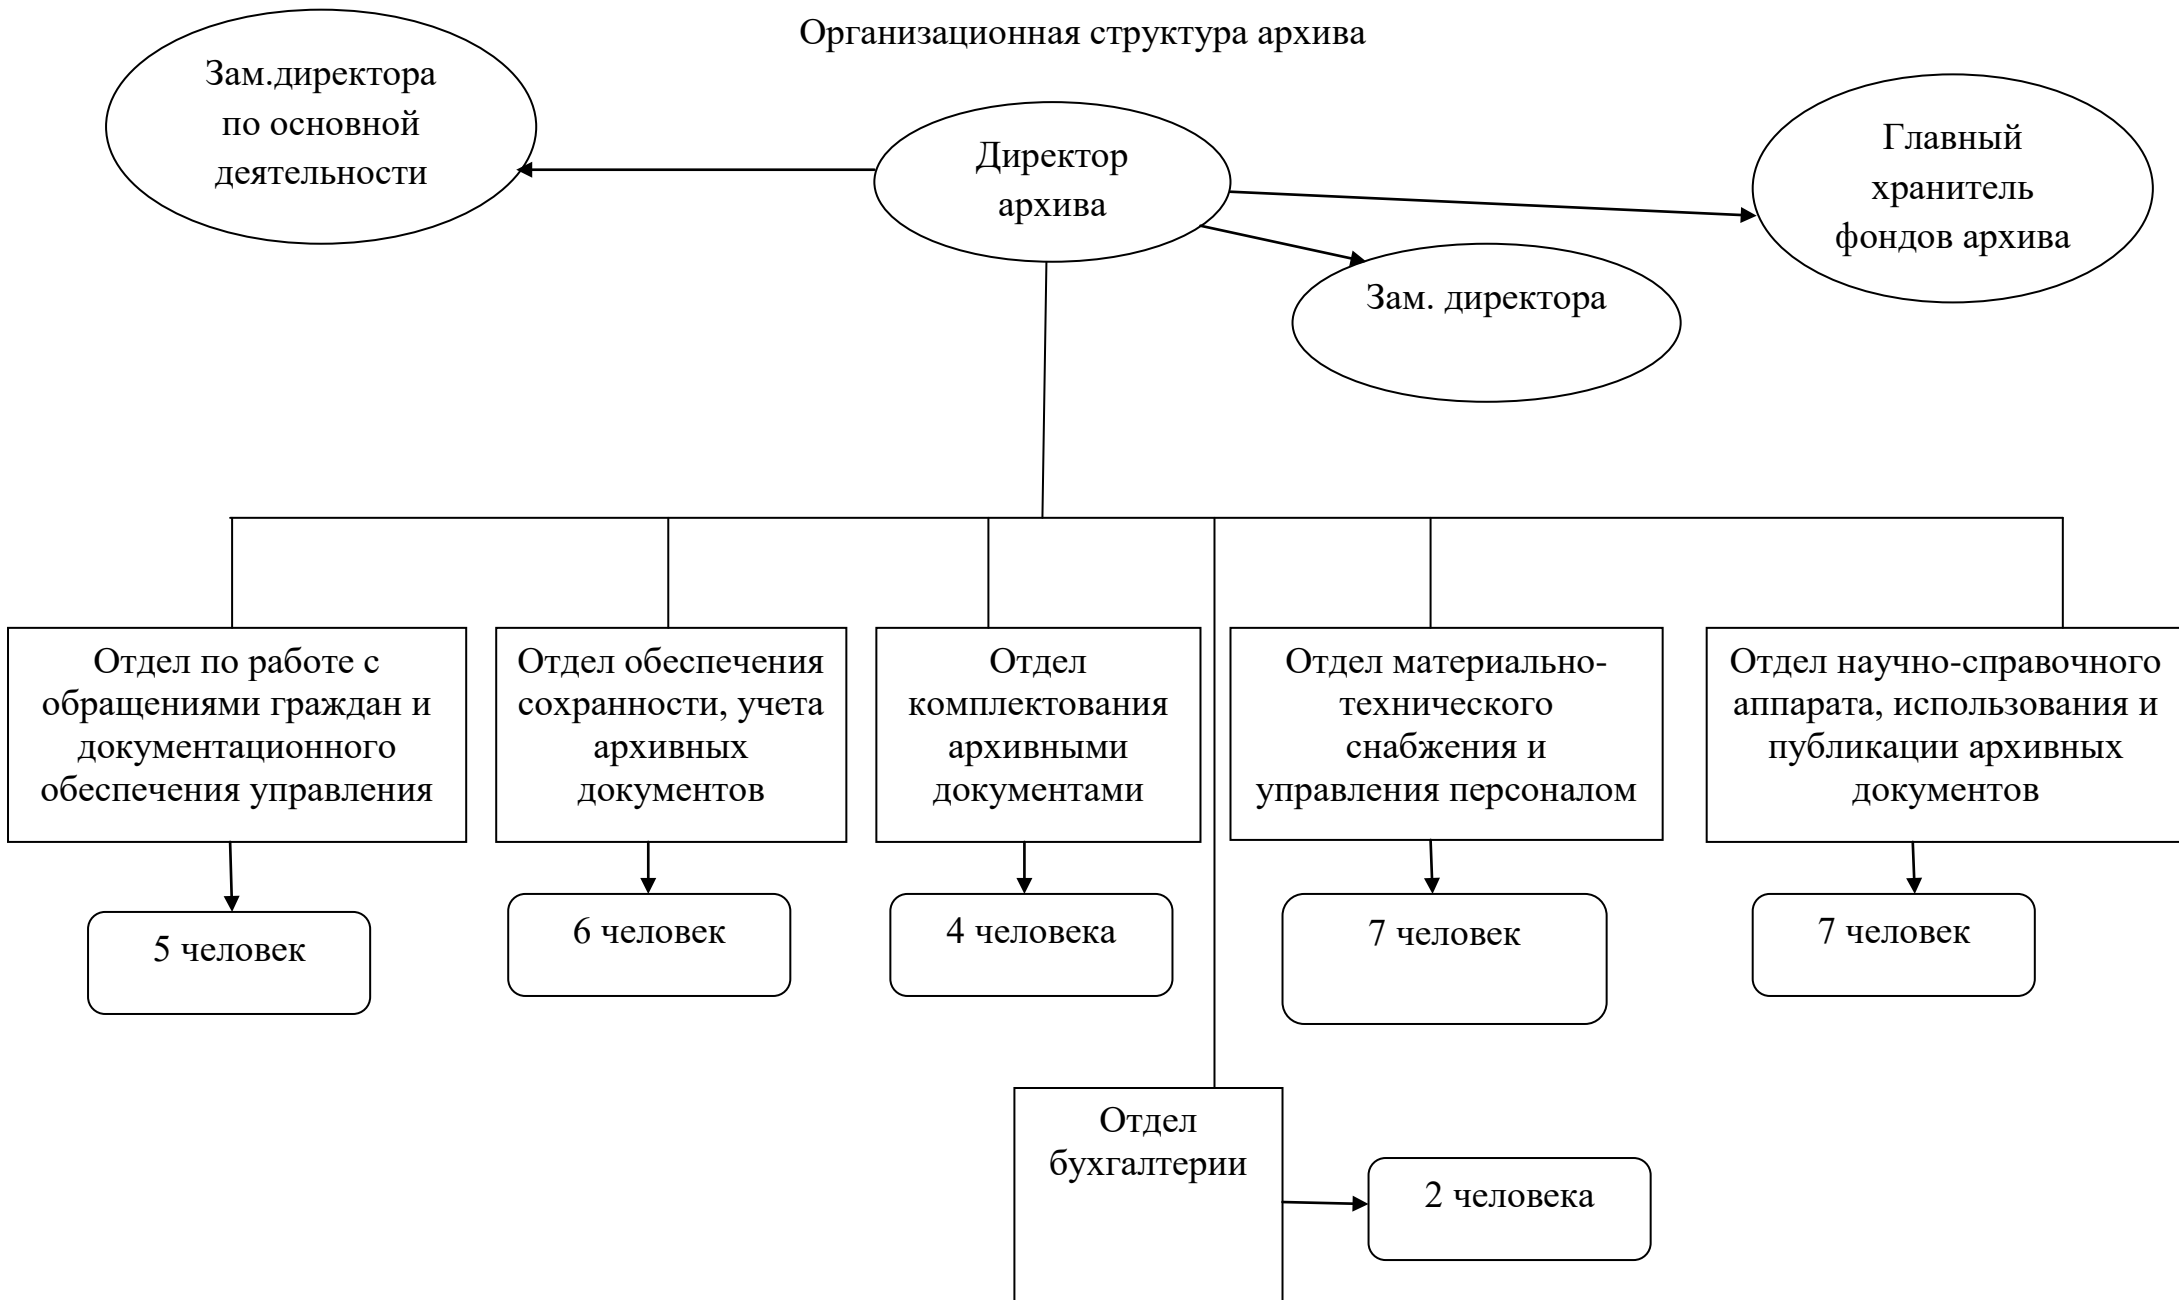 Организационная структура архива
Зам.директора
по основной
деятельности
Директор
архива
Главный
хранитель
фондов архива
Зам. директора
Отдел по работе с
обращениями граждан и
документационного
обеспечения управления
Отдел обеспечения
сохранности, учета
архивных
документов
Отдел
комплектования
архивными
документами
Отдел материально-
технического
снабжения и
управления персоналом
Отдел научно-справочного
аппарата, использования и
публикации архивных
документов
5 человек
6 человек
4 человека
7 человек
7 человек
Отдел
бухгалтерии
2 человека